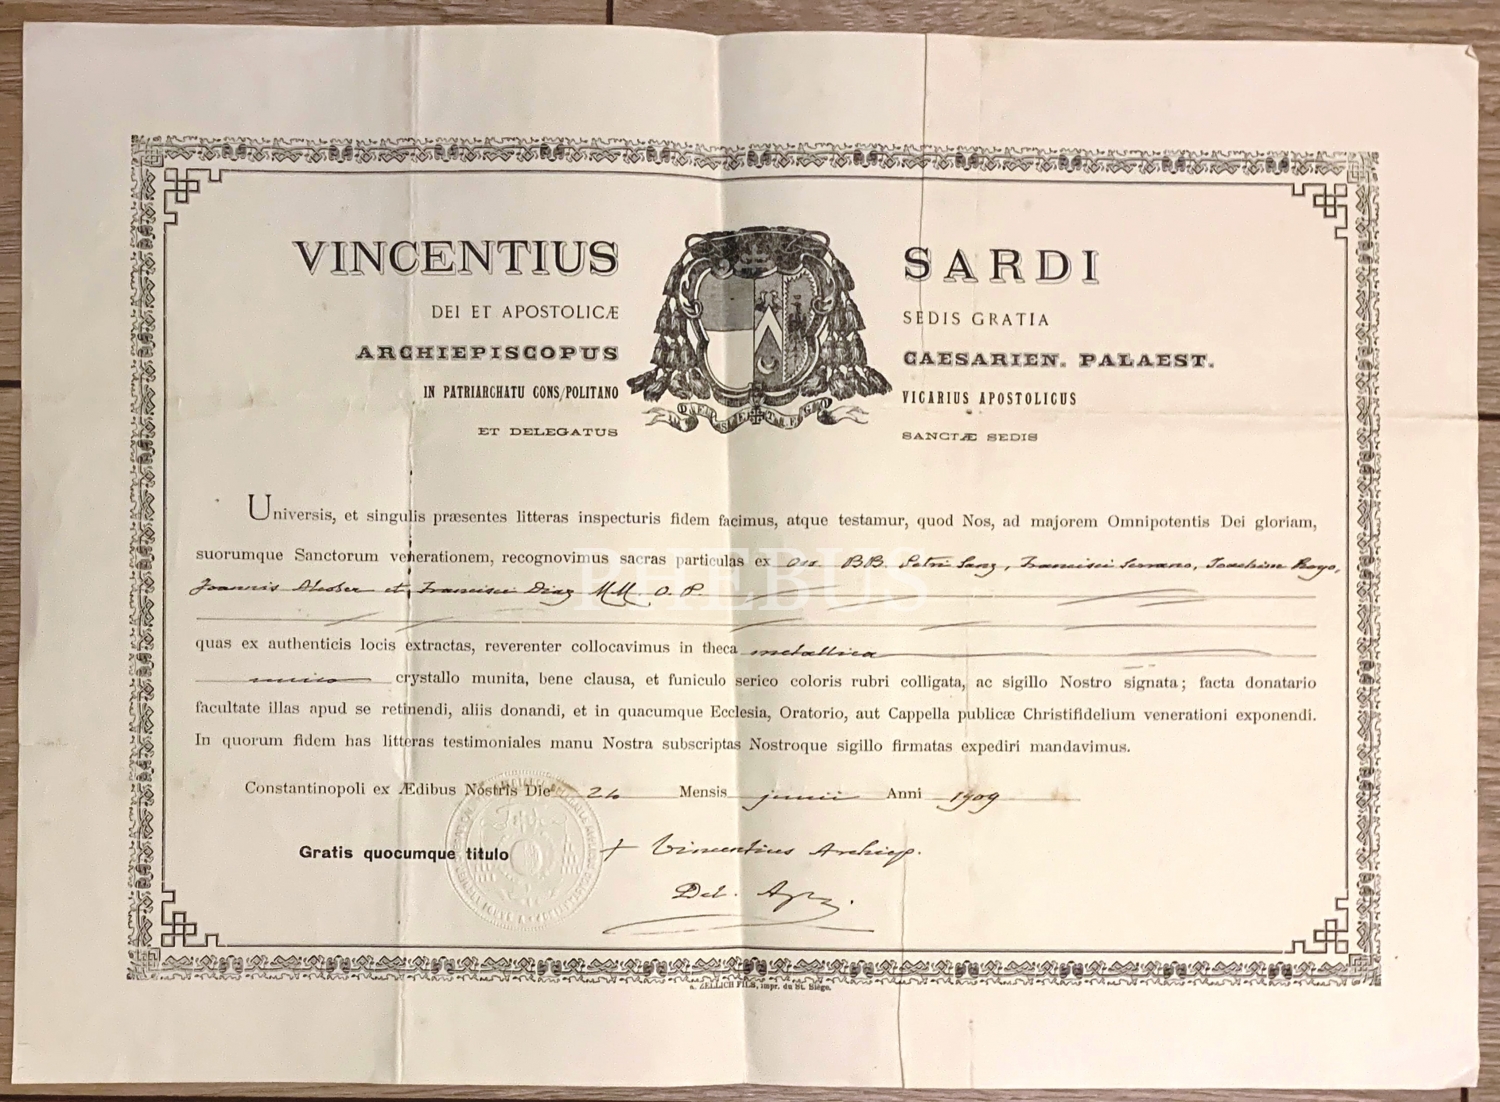 VINCENTIUS SARDI
DEI ET APOSTOLICÆ SEDIS GRATIA
ARCHIEPISCOPUS CAESARIEN. PALAEST.
IN PATRIARCHATU CONS/POLITANO VICARIUS APOSTOLICUS
ET DELEGATUS SANCTÆ SEDIS
Universis, et singulis præsentes litteras inspecturis fidem facimus, atque testamur, quod Nos, ad majorem Omnipotentis Dei gloriam,
suorumque Sanctorum venerationem, recognovimus sacras particulas ex Oss. BB. Petri Sanz, Francisci Serrano, Joachim Royo,
Joannis Alcober et Francisci Diaz MM. O. P.
quas ex authenticis locis extractas, reverenter collocavimus in theca metallica
unico crystallo munita, bene clausa, et funiculo serico coloris rubri colligata, ac sigillo Nostro signata; facta donatario
facultate illas apud se retinendi, aliis donandi, et in quacumque Ecclesia, Oratorio, aut Cappella publicæ Christifidelium venerationi exponendi.
In quorum fidem has litteras testimoniales manu Nostra subscriptas Nostroque sigillo firmatas expediri mandavimus.
Constantinopoli ex Ædibus Nostris Die Mensis junii Anni 1909
Gratis quocumque titulo + Vincentius Archiep.
Del. Ap.
A. ZELLICH FILS, impr. du St. Siège.
PHEBUS